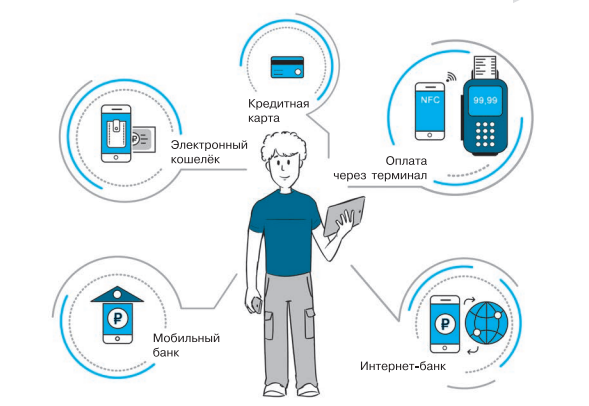 Кредитная
карта
NFC
99,99
Электронный
кошелёк
₽
Оплата
через терминал
₽
Мобильный
банк
₽
Интернет-банк